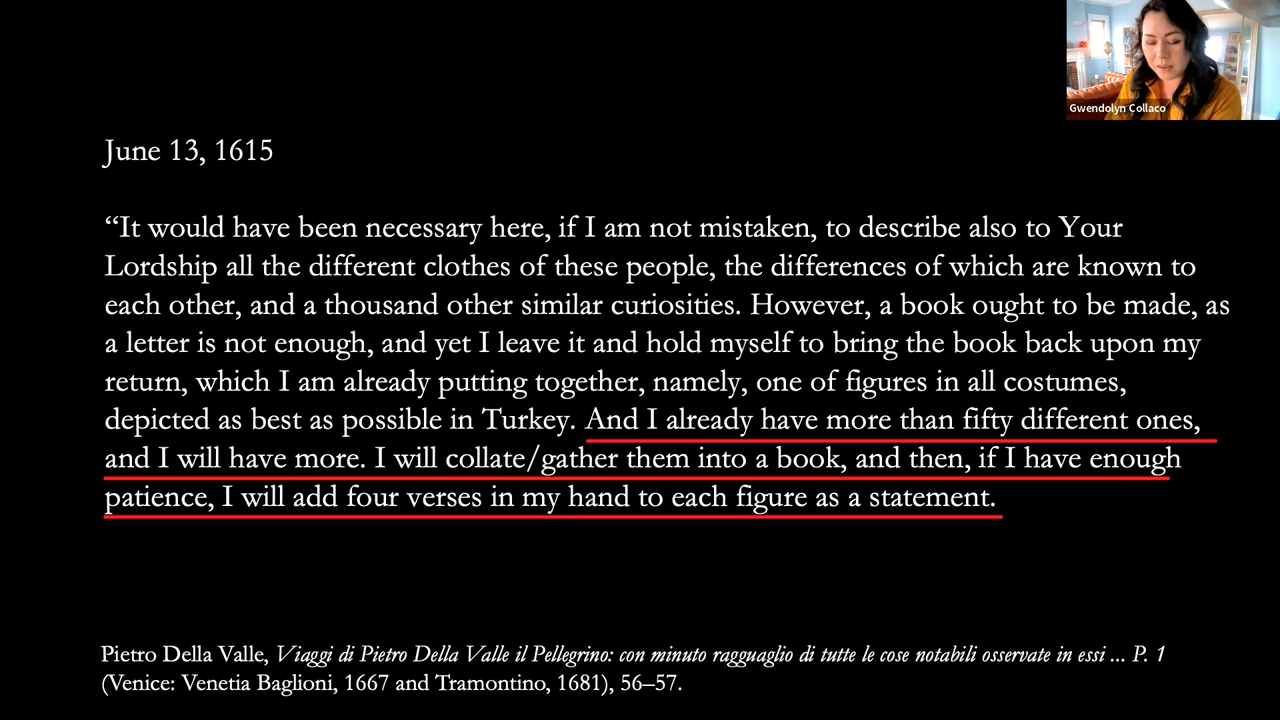 Gwendolyn Collaco
June 13, 1615
“It would have been necessary here, if I am not mistaken, to describe also to Your
Lordship all the different clothes of these people, the differences of which are known to
each other, and a thousand other similar curiosities. However, a book ought to be made, as
a letter is not enough, and yet I leave it and hold myself to bring the book back upon my
return, which I am already putting together, namely, one of figures in all costumes,
depicted as best as possible in Turkey. And I already have more than fifty different ones,
and I will have more. I will collate/gather them into a book, and then, if I have enough
patience, I will add four verses in my hand to each figure as a statement.
Pietro Della Valle, Viaggi di Pietro Della Valle il Pellegrino: con minuto ragguaglio di tutte le cose notabili osservate in essi ... P. 1
(Venice: Venetia Baglioni, 1667 and Tramontino, 1681), 56–57.